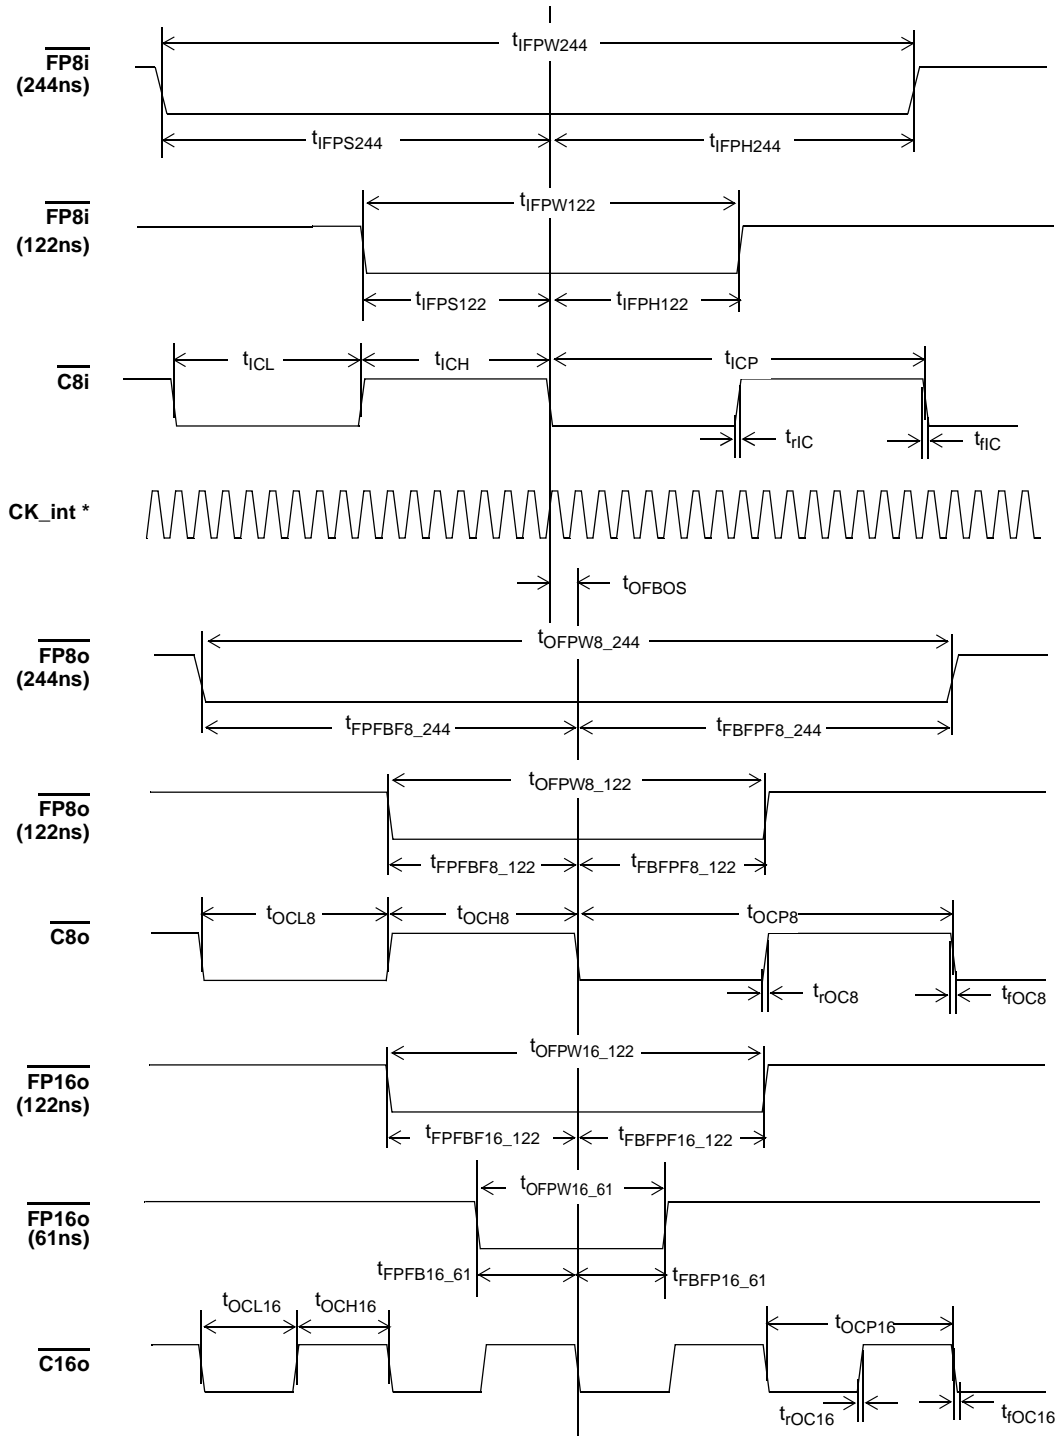 tIFPW244
FP8i
(244ns)
tIFPS244
tIFPH244
tIFPW122
FP8i
(122ns)
tIFPS122
tIFPH122
tICL
tICH
tICP
C8i
trIC
tfIC
CK_int *
tOFBOS
tOFPW8_244
FP8o
(244ns)
tFPFBF8_244
tFBFPF8_244
tOFPW8_122
FP8o
(122ns)
tFPFBF8_122
tFBFPF8_122
tOCL8
tOCH8
tOCP8
C8o
trOC8
tfOC8
tOFPW16_122
FP16o
(122ns)
tFPFBF16_122
tFBFPF16_122
tOFPW16_61
FP16o
(61ns)
tFPFB16_61
tFBFP16_61
tOCL16
tOCH16
tOCP16
C16o
trOC16
tfOC16